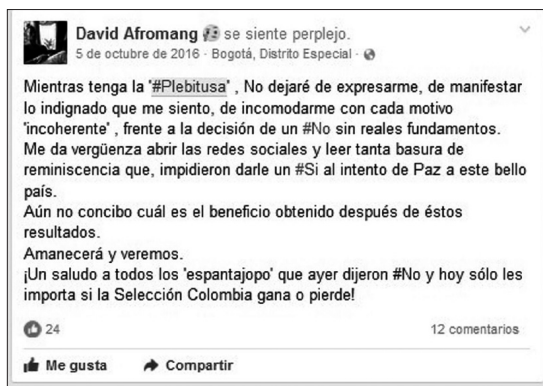 David Afromang se siente perplejo.
5 de octubre de 2016 · Bogotá, Distrito Especial ·
Mientras tenga la '#Plebitusa' , No dejaré de expresarme, de manifestar
lo indignado que me siento, de incomodarme con cada motivo
'incoherente' , frente a la decisión de un #No sin reales fundamentos.
Me da vergüenza abrir las redes sociales y leer tanta basura de
reminiscencia que, impidieron darle un #Si al intento de Paz a este bello
país.
Aún no concibo cuál es el beneficio obtenido después de éstos
resultados.
Amanecerá y veremos.
¡Un saludo a todos los 'espantajopo' que ayer dijeron #No y hoy sólo les
importa si la Selección Colombia gana o pierde!
24 12 comentarios
Me gusta Compartir